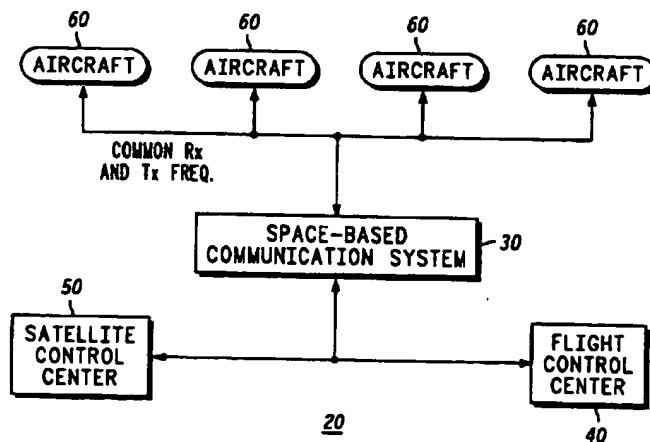 60 60 60 60
AIRCRAFT AIRCRAFT AIRCRAFT AIRCRAFT
COMMON Rx
AND Tx FREQ.
SPACE-BASED
COMMUNICATION SYSTEM
30
50
SATELLITE
CONTROL
CENTER
FLIGHT
CONTROL
CENTER
20
40